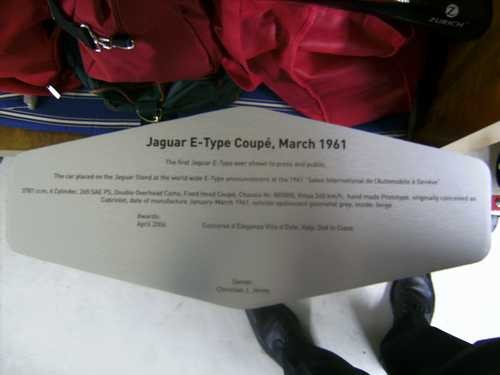 ZURICH
Jaguar E-Type Coupé, March 1961
The first Jaguar E-Type ever shown to press and public.
The car placed on the Jaguar Stand at the world wide E-Type announcement at the 1961 "Salon International de l'Automobile à Genève"
3781 ccm, 6 Cylinder, 265 SAE PS, Double Overhead Cams, Fixed Head Coupé, Chassis Nr. Vmax 240 km/h, hand made Prototype, originally conceived as
Cabriolet, date of manufacture January-March 1961, outside opalescent gunmetal grey, inside: beige
Awards:
April 2006 Concorso d'Eleganza Villa d'Este, Italy, 2nd in Class
Owner:
Christian J. Jenny